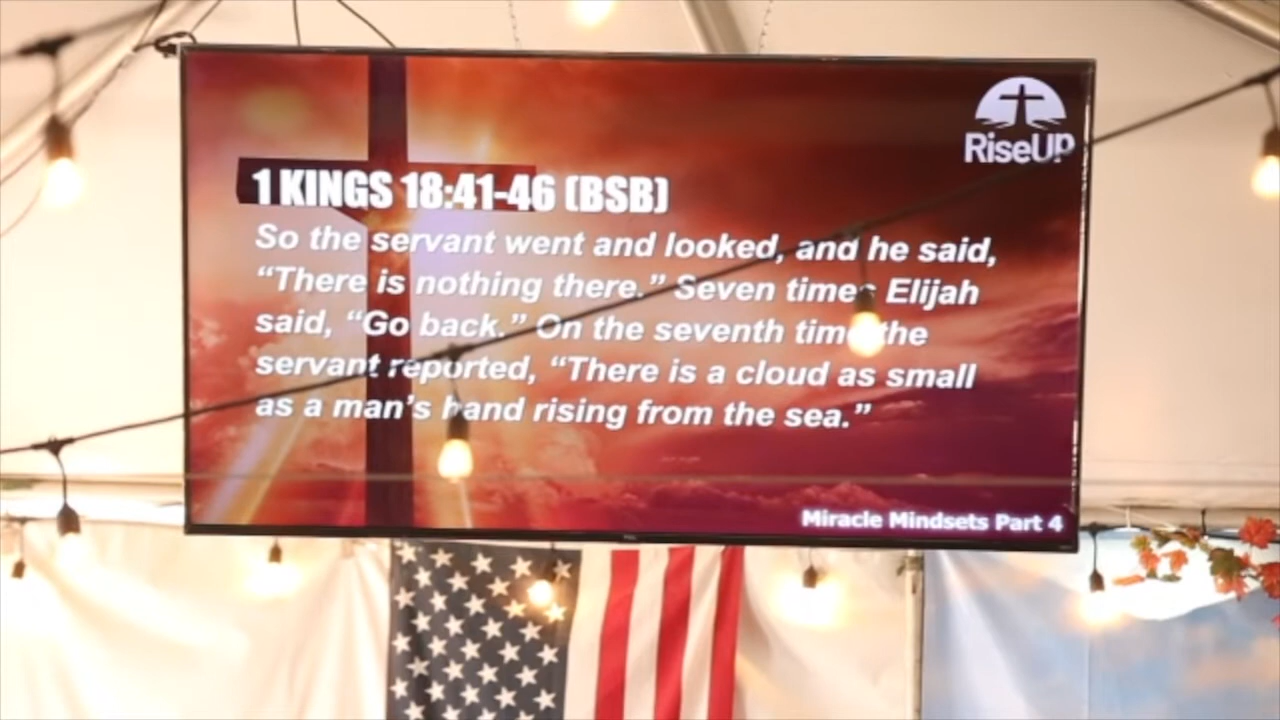 RiseUP
1 KINGS 18:41-46 (BSB)
So the servant went and looked, and he said,
“There is nothing there.” Seven times Elijah
said, “Go back.” On the seventh time the
servant reported, “There is a cloud as small
as a man’s hand rising from the sea.”
Miracle Mindsets Part 4
TCL